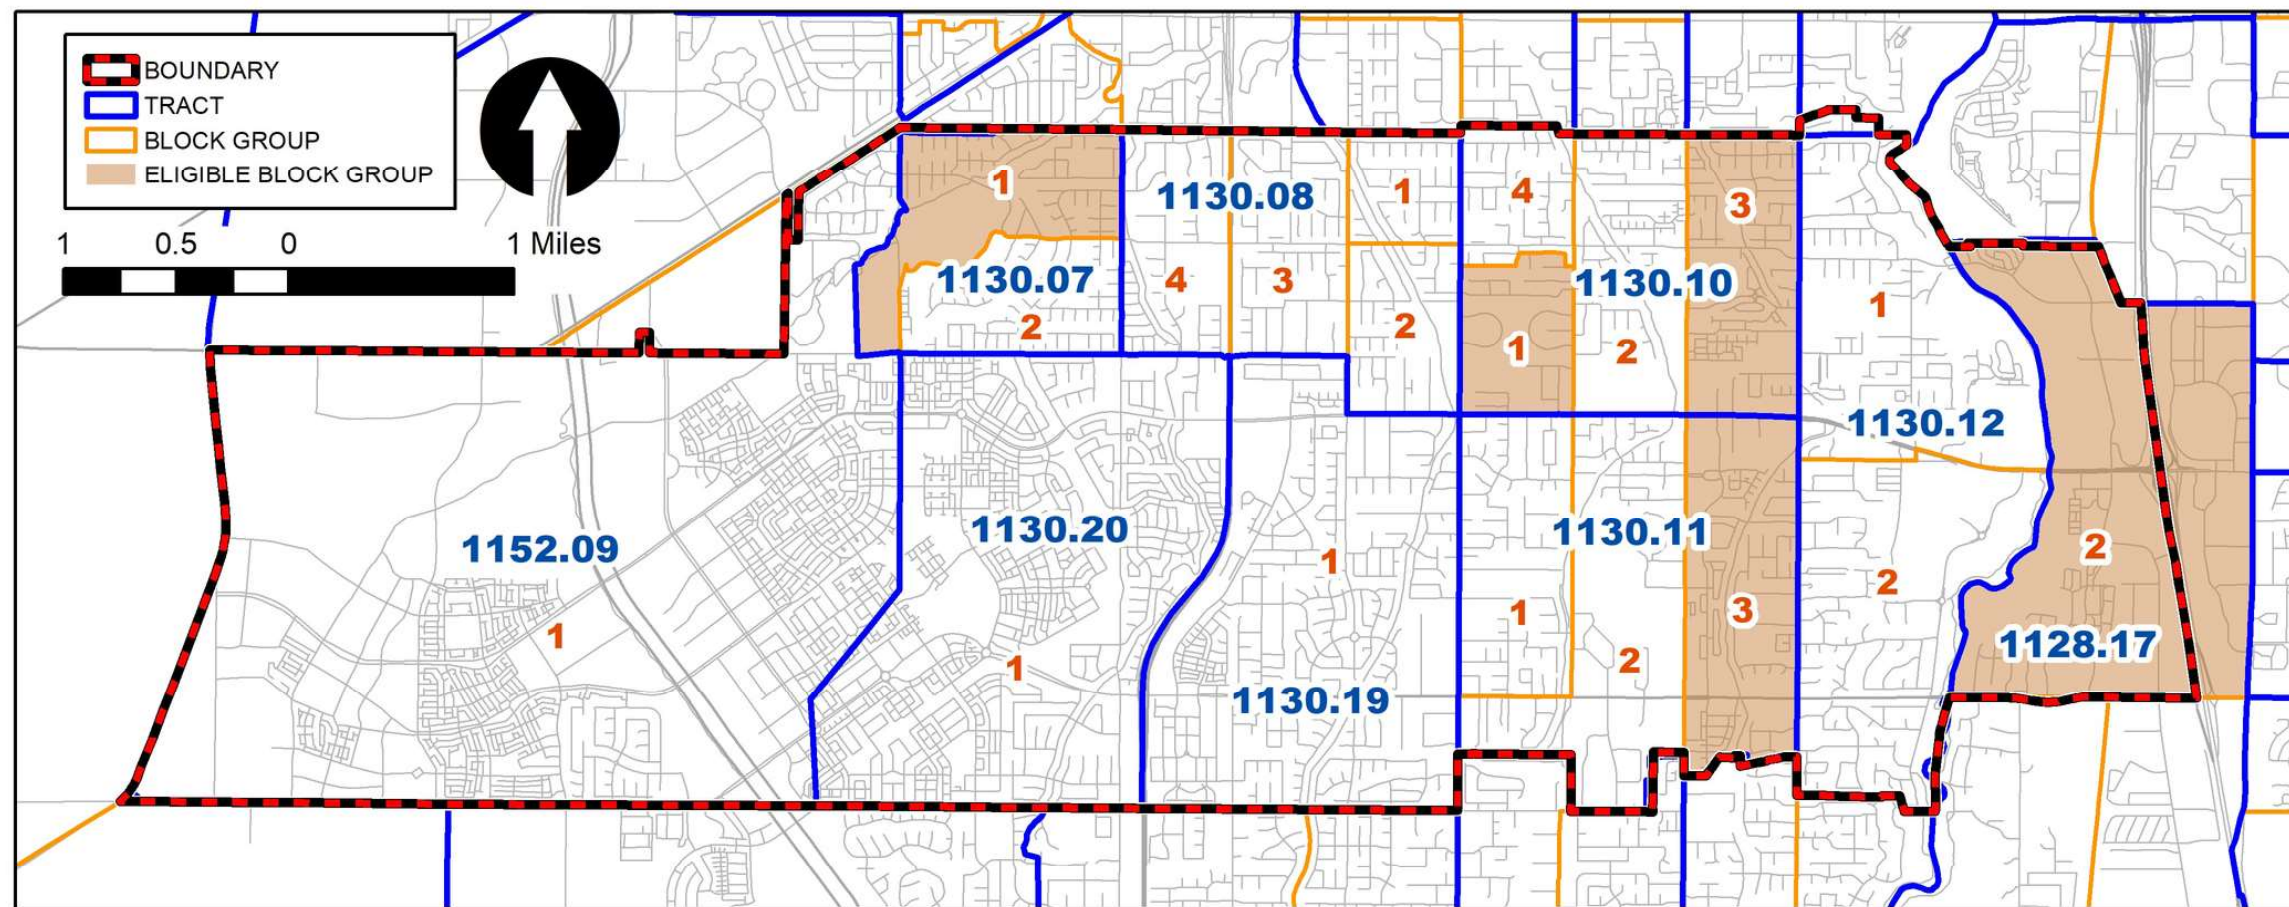 BOUNDARY
TRACT
BLOCK GROUP
ELIGIBLE BLOCK GROUP
1 0.5 0 1 Miles
1 1130.08 1 4 3
1130.07 4 3 1130.10 1
2 2 1 2
1130.12
1152.09 1130.20 1130.11 2
1 1 1 3 2
1 2 1128.17
1130.19